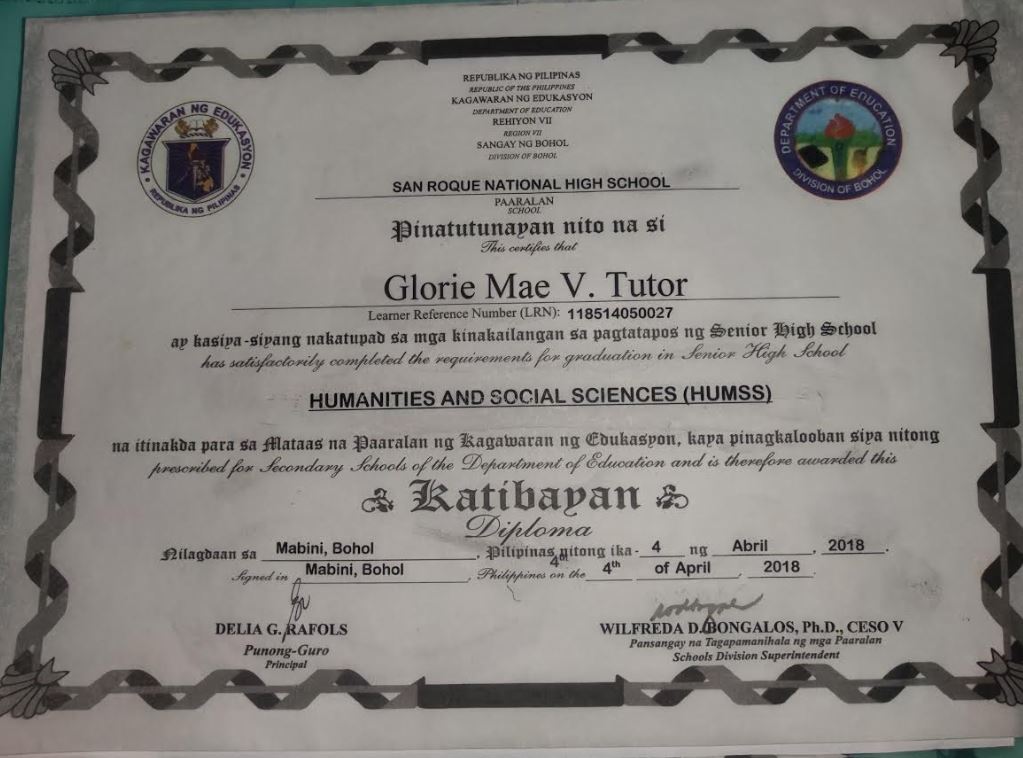 REPUBLIKA NG PILIPINAS
REPUBLIC OF THE PHILIPPINES
KAGAWARAN NG EDUKASYON
DEPARTMENT OF EDUCATION
REHIYON VII
REGION VII
SANGAY NG BOHOL
DIVISION OF BOHOL
KAGAWARAN NG EDUKASYON
REPUBLIKA NG PILIPINAS
DEPARTMENT OF EDUCATION
DIVISION OF BOHOL
SAN ROQUE NATIONAL HIGH SCHOOL
PAARALAN
SCHOOL
Pinatutunayan nito na si
This certifies that
Glorie Mae V. Tutor
Learner Reference Number (LRN): 118514050027
ay kasiya-siyang nakatupad sa mga kinakailangan sa pagtatapos ng Senior High School
has satisfactorily completed the requirements for graduation in Senior High School
HUMANITIES AND SOCIAL SCIENCES (HUMSS)
na itinakda para sa Mataas na Paaralan ng Kagawaran ng Edukasyon, kaya pinagkalooban siya nitong
prescribed for Secondary Schools of the Department of Education and is therefore awarded this
Katibayan
Diploma
Nilagdaan sa Mabini, Bohol, Pilipinas nitong ika- 4 ng Abril, 2018.
4th
Signed in Mabini, Bohol, Philippines on the 4th of April, 2018.
DELIA G. RAFOLS
Punong-Guro
Principal
WILFREDA D. BONGALOS, Ph.D., CESO V
Pansangay na Tagapamanihala ng mga Paaralan
Schools Division Superintendent